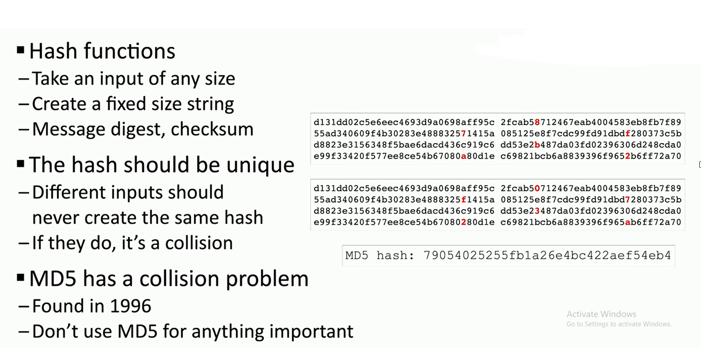 Hash functions
–Take an input of any size
–Create a fixed size string
–Message digest, checksum
The hash should be unique
–Different inputs should
never create the same hash
–If they do, it's a collision
MD5 has a collision problem
–Found in 1996
–Don't use MD5 for anything important
d131dd02c5e6eec4693d9a0698aff95c 2fcab58712467eab4004583eb8fb7f89
55ad340609f4b30283e488832571415a 085125e8f7cdc99fd91dbdf280373c5b
d8823e3156348f5bae6dacd436c919c6 dd53e2b487da03fd02396306d248cda0
e99f33420f577ee8ce54b67080a80d1e c69821bcb6a8839396f9652b6ff72a70
d131dd02c5e6eec4693d9a0698aff95c 2fcab50712467eab4004583eb8fb7f89
55ad340609f4b30283e4888325f1415a 085125e8f7cdc99fd91dbd7280373c5b
d8823e3156348f5bae6dacd436c919c6 dd53e23487da03fd02396306d248cda0
e99f33420f577ee8ce54b67080280d1e c69821bcb6a8839396f965ab6ff72a70
MD5 hash: 79054025255fb1a26e4bc422aef54eb4
Activate Windows
Go to Settings to activate Windows.